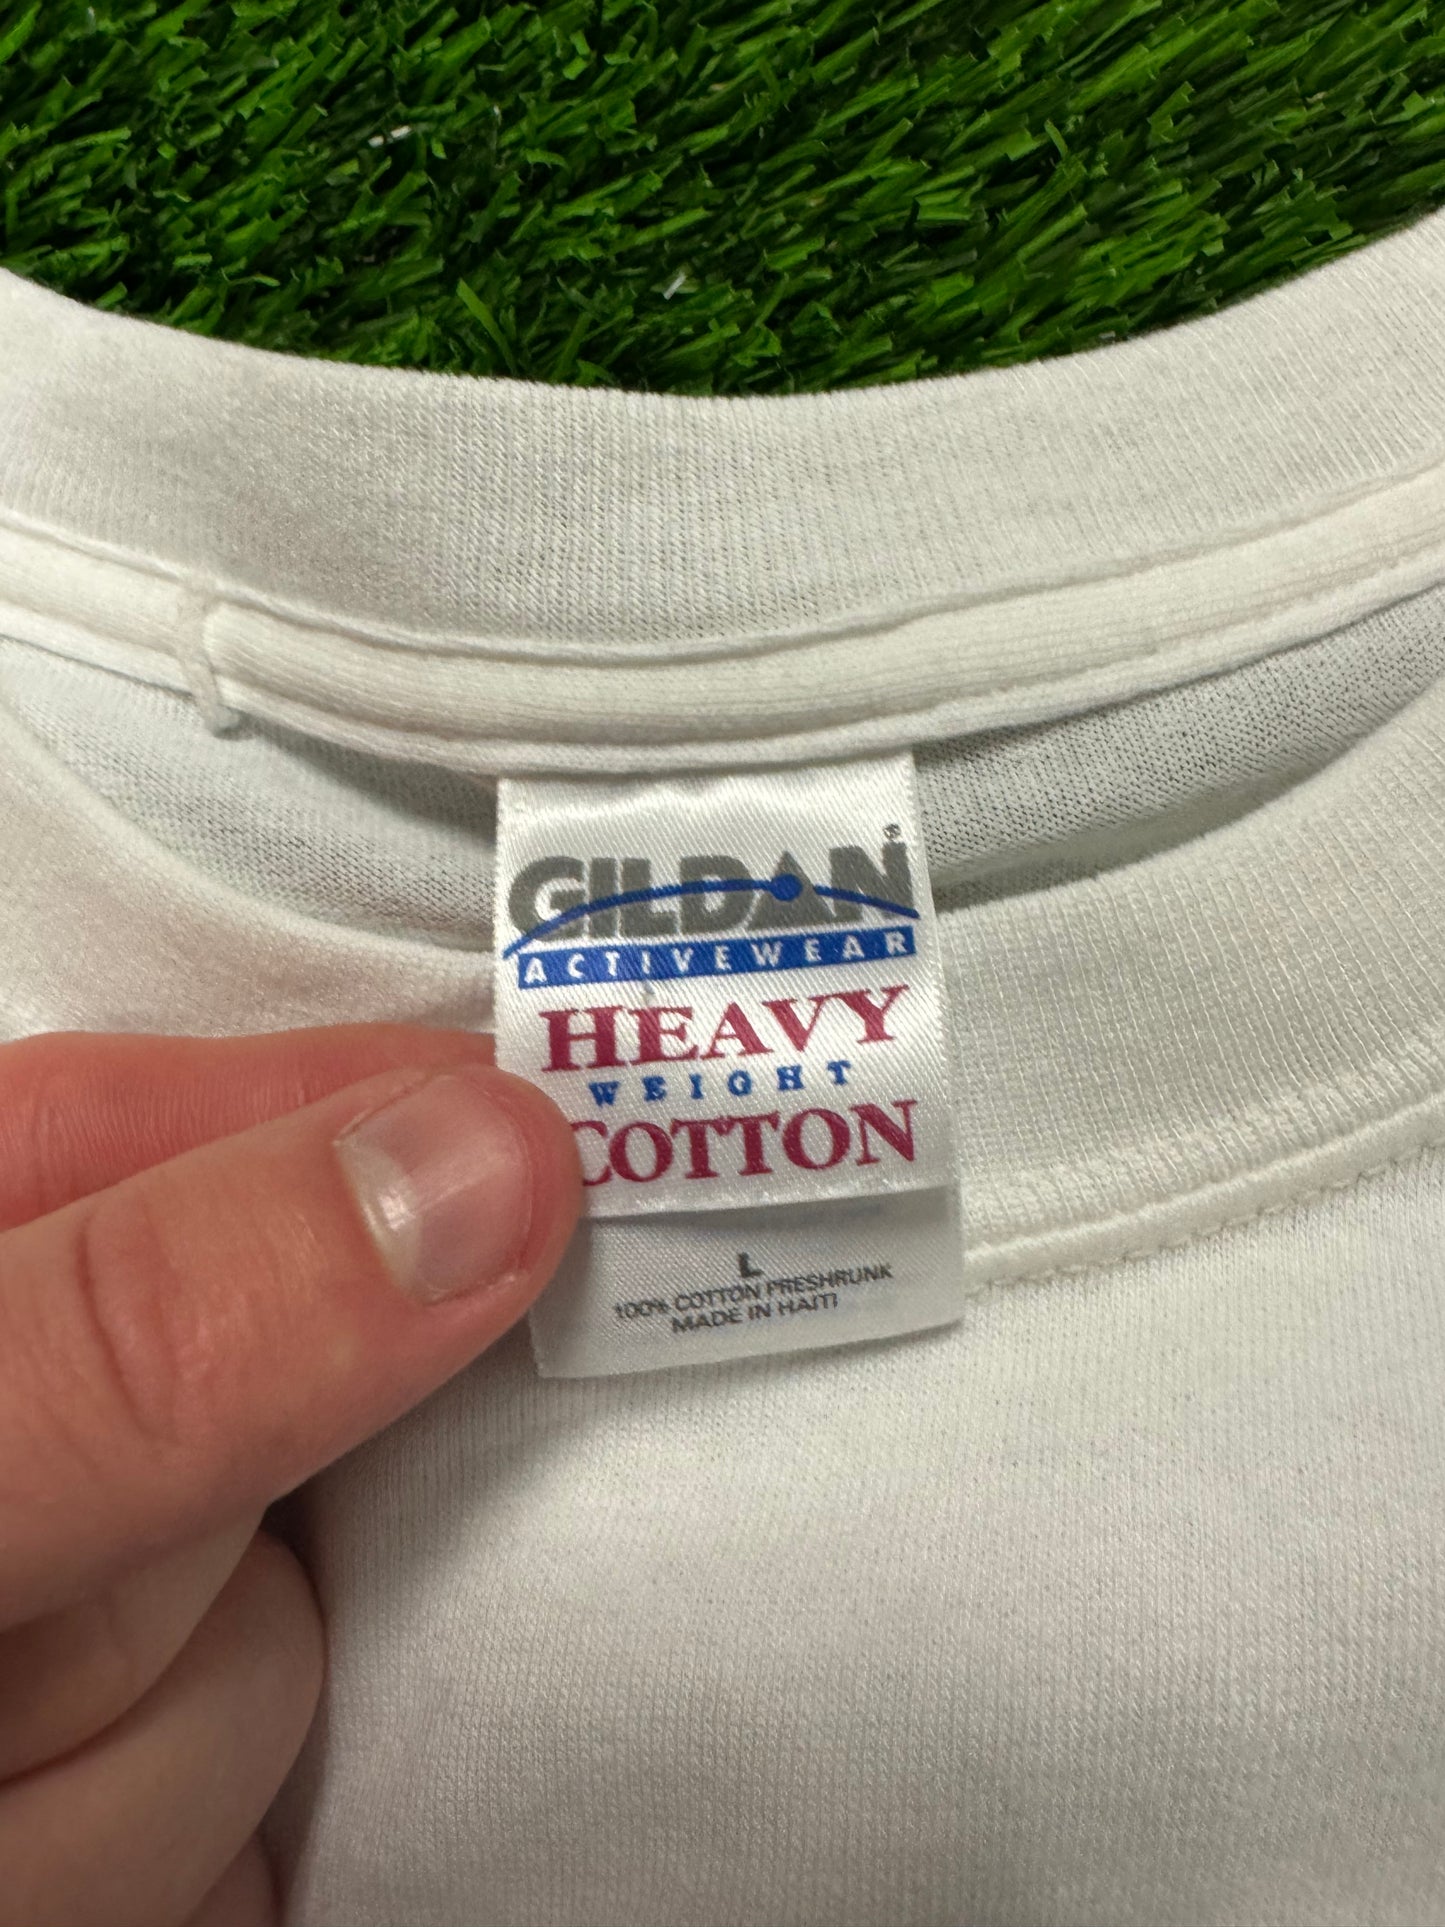 GILDAN®
ACTIVEWEAR
HEAVY
WEIGHT
COTTON
L
100% COTTON PRESHRUNK
MADE IN HAITI